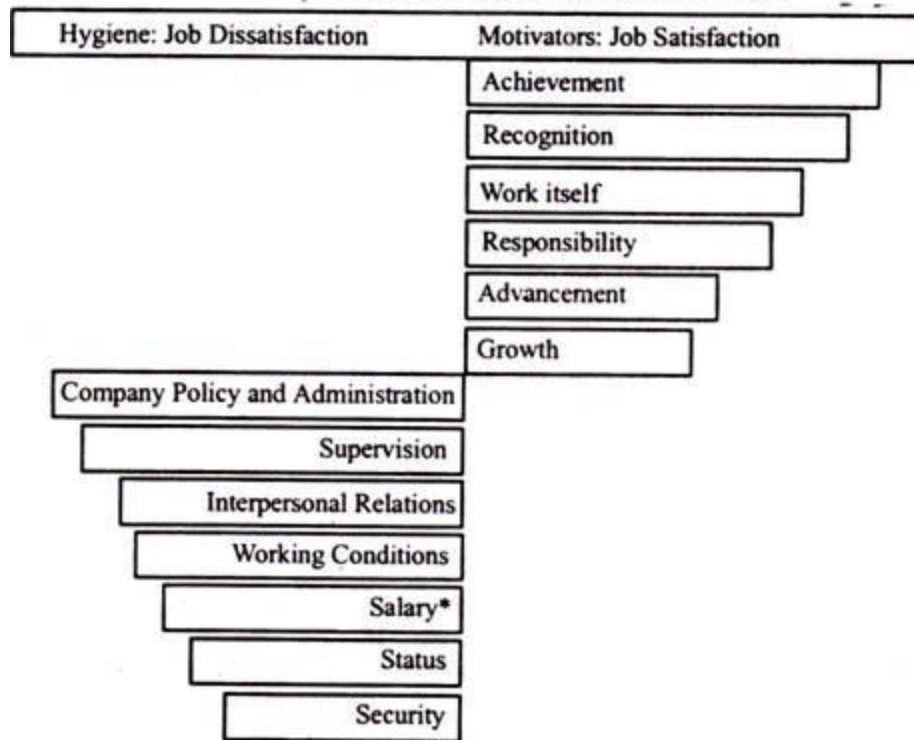 Hygiene: Job Dissatisfaction Motivators: Job Satisfaction
Achievement
Recognition
Work itself
Responsibility
Advancement
Growth
Company Policy and Administration
Supervision
Interpersonal Relations
Working Conditions
Salary*
Status
Security